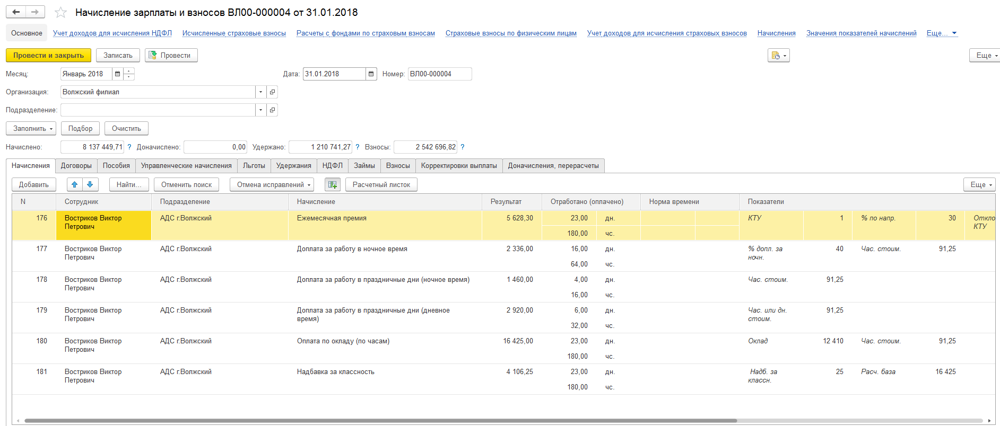 Начисление зарплаты и взносов ВЛ00-000004 от 31.01.2018
Основное Учет доходов для исчисления НДФЛ Исчисленные страховые взносы Расчеты с фондами по страховым взносам Страховые взносы по физическим лицам Учет доходов для исчисления страховых взносов Начисления Значения показателей начислений Еще...
Провести и закрыть Записать Провести Еще
Месяц: Январь 2018 Дата: 31.01.2018 Номер: ВЛ00-000004
Организация: Волжский филиал
Подразделение:
Заполнить Подбор Очистить
Начислено: 8 137 449,71 ? Доначислено: 0,00 Удержано: 1 210 741,27 ? Взносы: 2 542 696,82 ?
Начисления Договоры Пособия Управленческие начисления Льготы Удержания НДФЛ Займы Взносы Корректировки выплаты Доначисления, перерасчеты
Добавить Найти... Отменить поиск Отмена исправлений Расчетный листок Еще
N Сотрудник Подразделение Начисление Результат Отработано (оплачено) Норма времени Показатели
176 Востриков Виктор АДС г.Волжский Ежемесячная премия 5 628,30 23,00 дн. КТУ 1 % по напр. 30 Откло
Петрович КТУ
180,00 чс.
177 Востриков Виктор АДС г.Волжский Доплата за работу в ночное время 2 336,00 16,00 дн. % допл. за 40 Час. стоим. 91,25
Петрович ночн.
64,00 чс.
178 Востриков Виктор АДС г.Волжский Доплата за работу в праздничные дни (ночное время) 1 460,00 4,00 дн. Час. стоим. 91,25
Петрович
16,00 чс.
179 Востриков Виктор АДС г.Волжский Доплата за работу в праздничные дни (дневное 2 920,00 6,00 дн. Час. или дн. 91,25
Петрович время) стоим.
32,00 чс.
180 Востриков Виктор АДС г.Волжский Оплата по окладу (по часам) 16 425,00 23,00 дн. Оклад 12 410 Час. стоим. 91,25
Петрович
180,00 чс.
181 Востриков Виктор АДС г.Волжский Надбавка за классность 4 106,25 23,00 дн. Надб. за 25 Расч. база 16 425
Петрович классн.
180,00 чс.